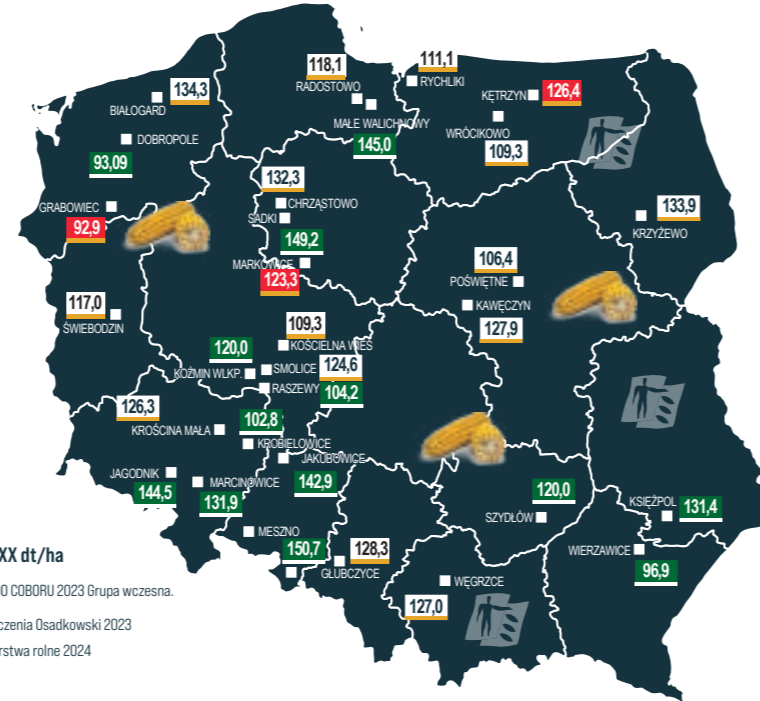 118,1
RADOSTOWO
111,1
RYCHLIKI
134,3
BIAŁOGARD
KĘTRZYN
126,4
MAŁE WALICHNOWY
145,0
WRÓCIKOWO
109,3
DOBROPOLE
93,09
132,3
CHRZĄSTOWO
SADKI
149,2
GRABOWIEC
92,9
133,9
KRZYŻEWO
MARKOWICE
123,3
106,4
POŚWIĘTNE
KAWĘCZYN
127,9
117,0
ŚWIEBODZIN
109,3
KOŚCIELNA WIEŚ
120,0
KOŹMIN WLKP.
SMOLICE
124,6
RASZEWY
104,2
126,3
KROŚCINA MAŁA
102,8
KROBIELOWICE
JAKUBOWICE
142,9
JAGODNIK
144,5
MARCINOWICE
131,9
120,0
SZYDŁÓW
KSIĘŻPOL
131,4
MESZNO
150,7
128,3
GŁUBCZYCE
WIERZAWICE
96,9
WĘGRZCE
127,0
XX dt/ha
O COBORU 2023 Grupa wczesna.
czenia Osadkowski 2023
rstwa rolne 2024